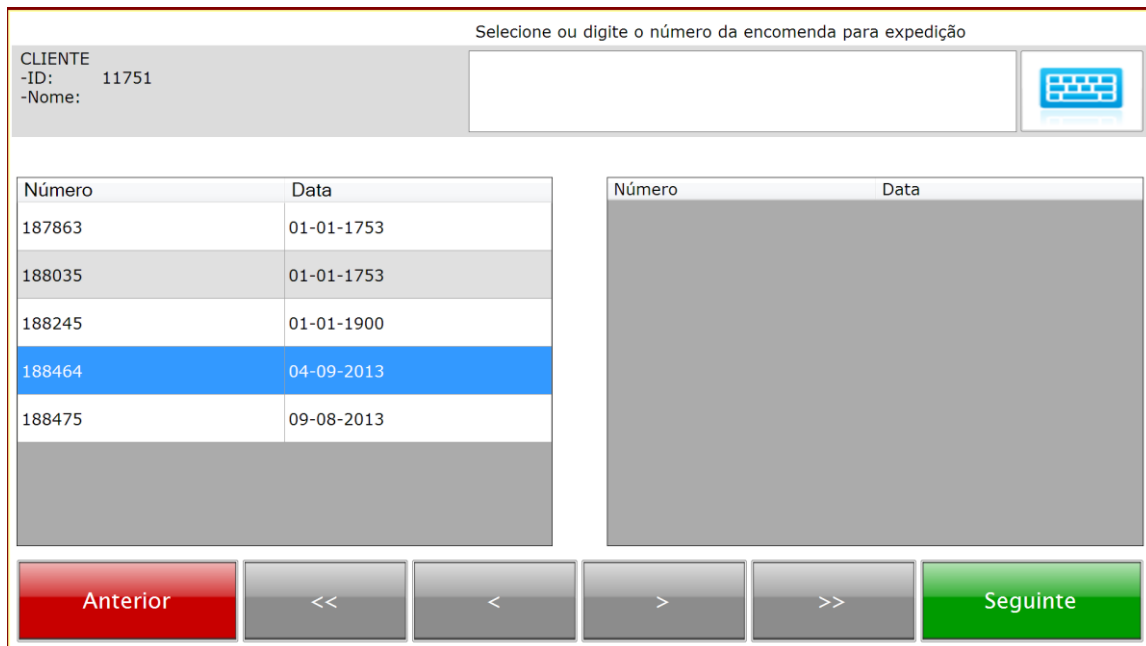 Selecione ou digite o número da encomenda para expedição
CLIENTE
-ID: 11751
-Nome:
Número Data
187863 01-01-1753
188035 01-01-1753
188245 01-01-1900
188464 04-09-2013
188475 09-08-2013
Número Data
Anterior << < > >> Seguinte